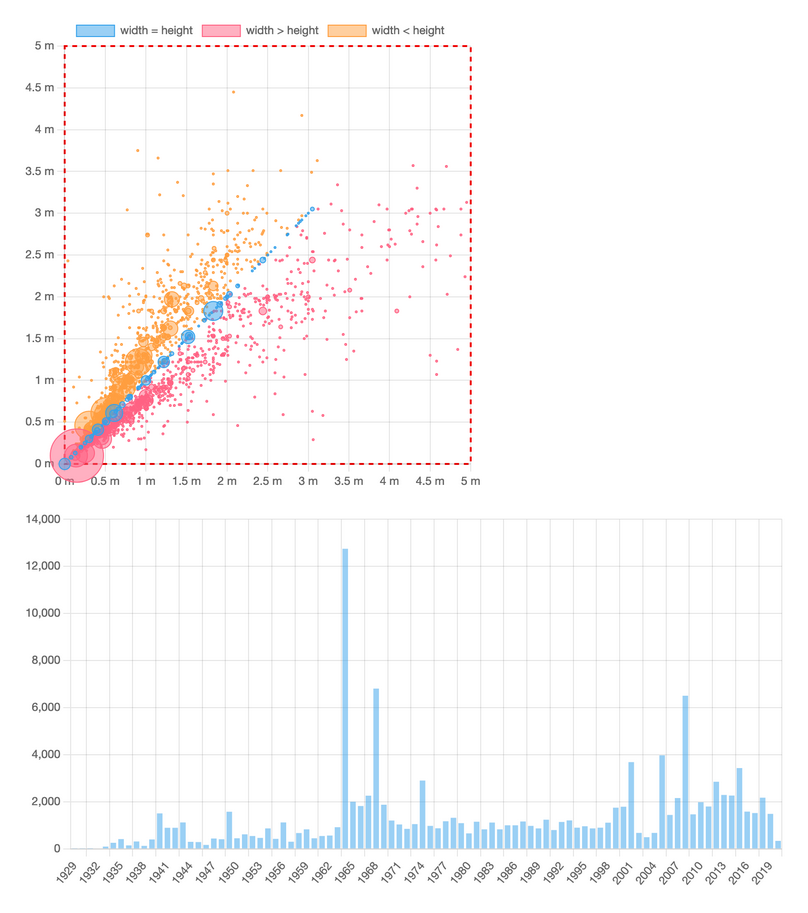 width = height width > height width < height
5 m
4.5 m
4 m
3.5 m
3 m
2.5 m
2 m
1.5 m
1 m
0.5 m
0 m
0 m 0.5 m 1 m 1.5 m 2 m 2.5 m 3 m 3.5 m 4 m 4.5 m 5 m
14,000
12,000
10,000
8,000
6,000
4,000
2,000
0
1929 1932 1935 1938 1941 1944 1947 1950 1953 1956 1959 1962 1965 1968 1971 1974 1977 1980 1983 1986 1989 1992 1995 1998 2001 2004 2007 2010 2013 2016 2019